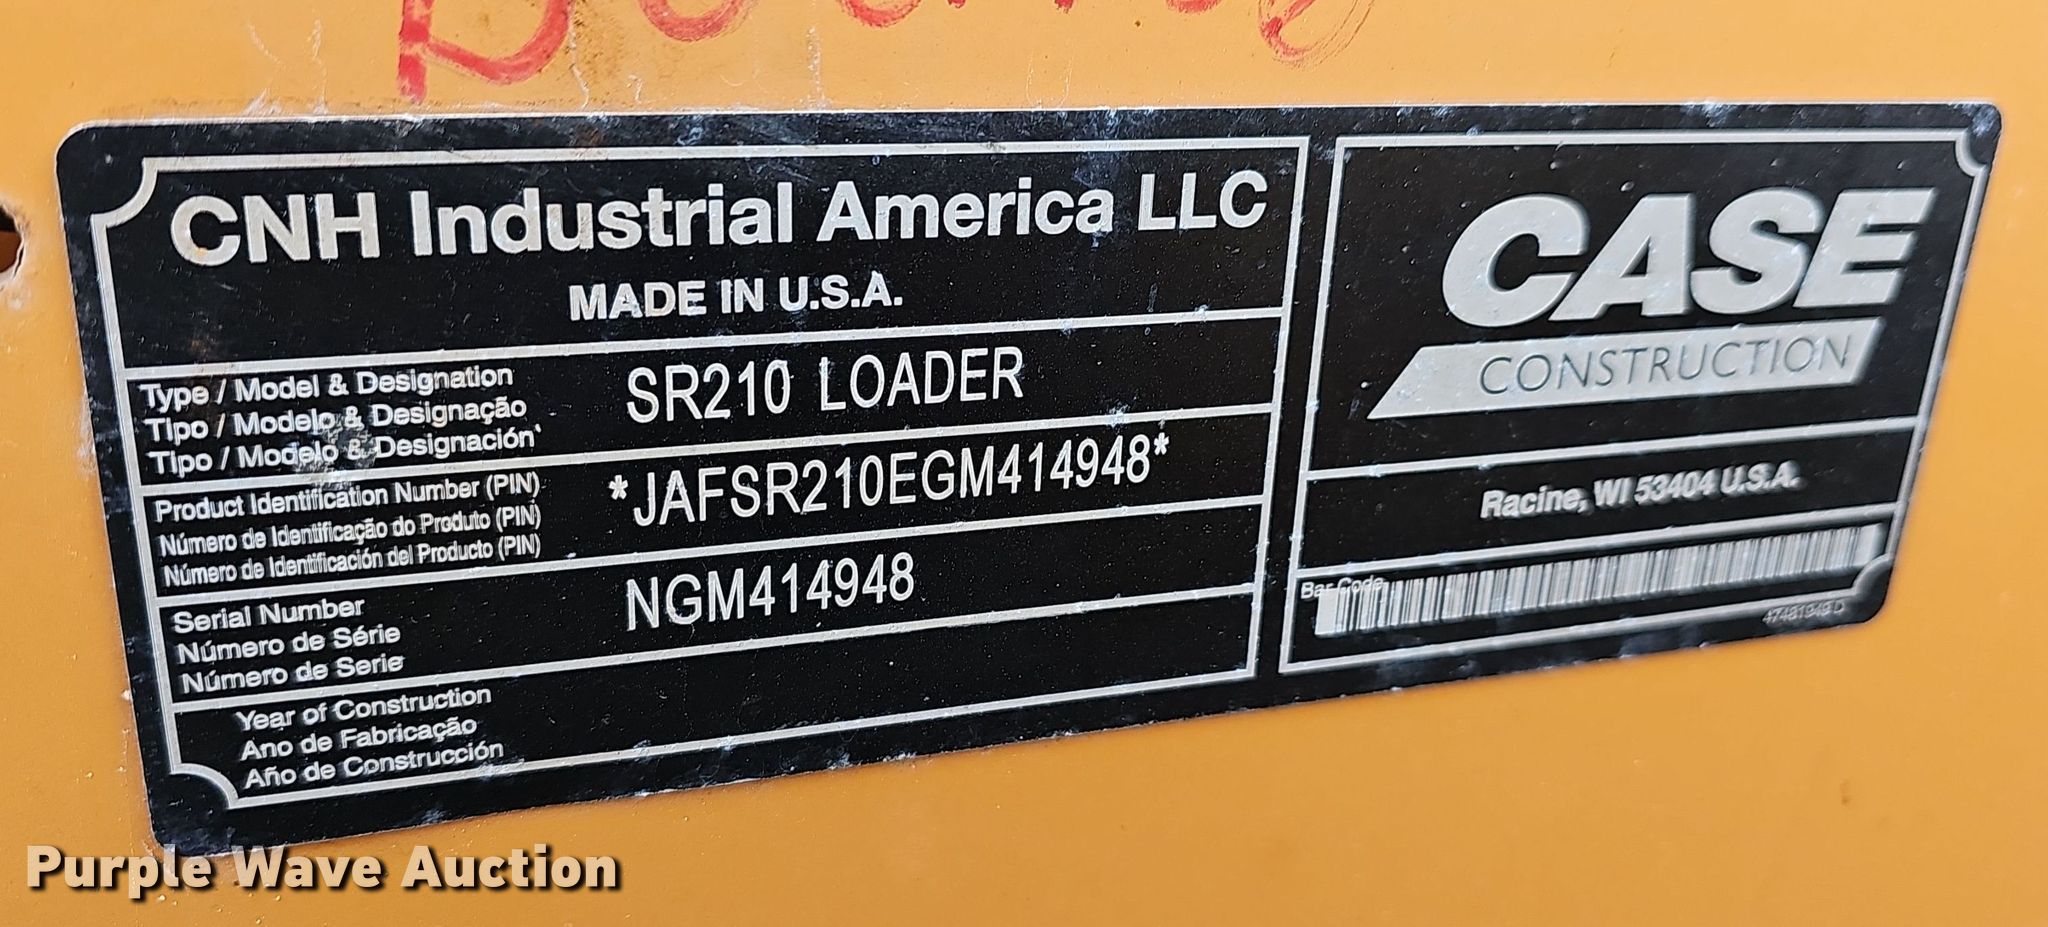 CNH Industrial America LLC
MADE IN U.S.A.
Type / Model & Designation
Tipo / Modelo & Designação
Tipo / Modelo & Designación
SR210 LOADER
Product Identification Number (PIN)
Número de Identificação do Produto (PIN)
Número de Identificación del Producto (PIN)
*JAFSR210EGM414948*
Serial Number
Número de Série
Número de Serie
NGM414948
Year of Construction
Ano de Fabricação
Año de Construcción
CASE
CONSTRUCTION
Racine, WI 53404 U.S.A.
Bar Code
47481949 D
Purple Wave Auction